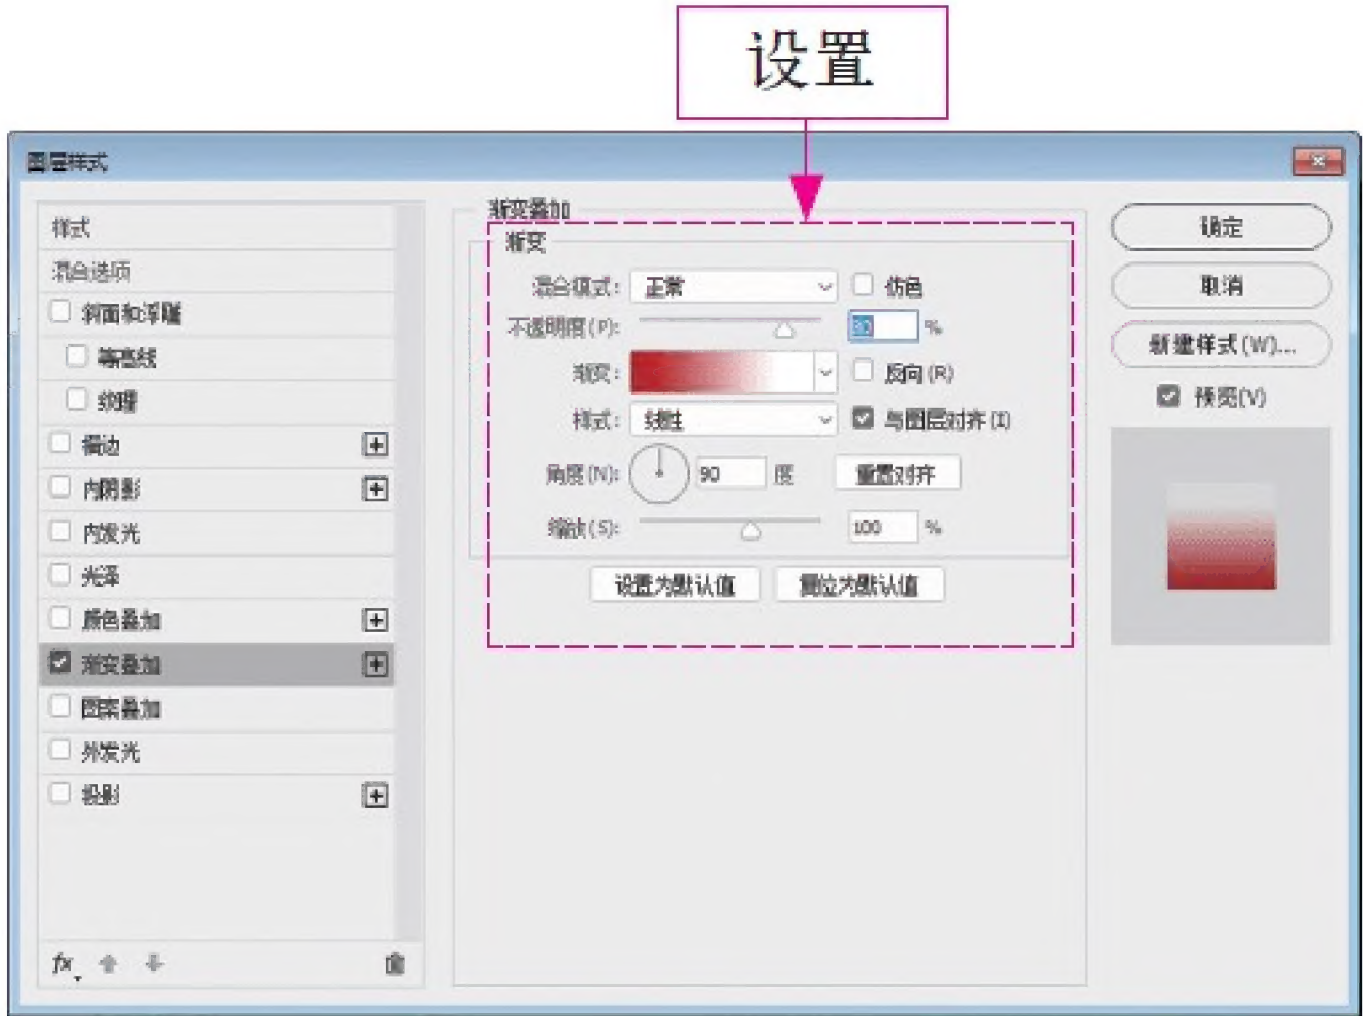 设置
图层样式
样式
混合选项
斜面和浮雕
等高线
纹理
描边
内阴影
内发光
光泽
颜色叠加
渐变叠加
图案叠加
外发光
投影
fx
渐变叠加
渐变
混合模式: 正常 仿色
不透明度(P): 80 %
渐变: 反向(R)
样式: 线性 与图层对齐(I)
角度(N): 90 度 重置对齐
缩放(S): 100 %
设置为默认值 复位为默认值
确定
取消
新建样式(W)...
预览(V)